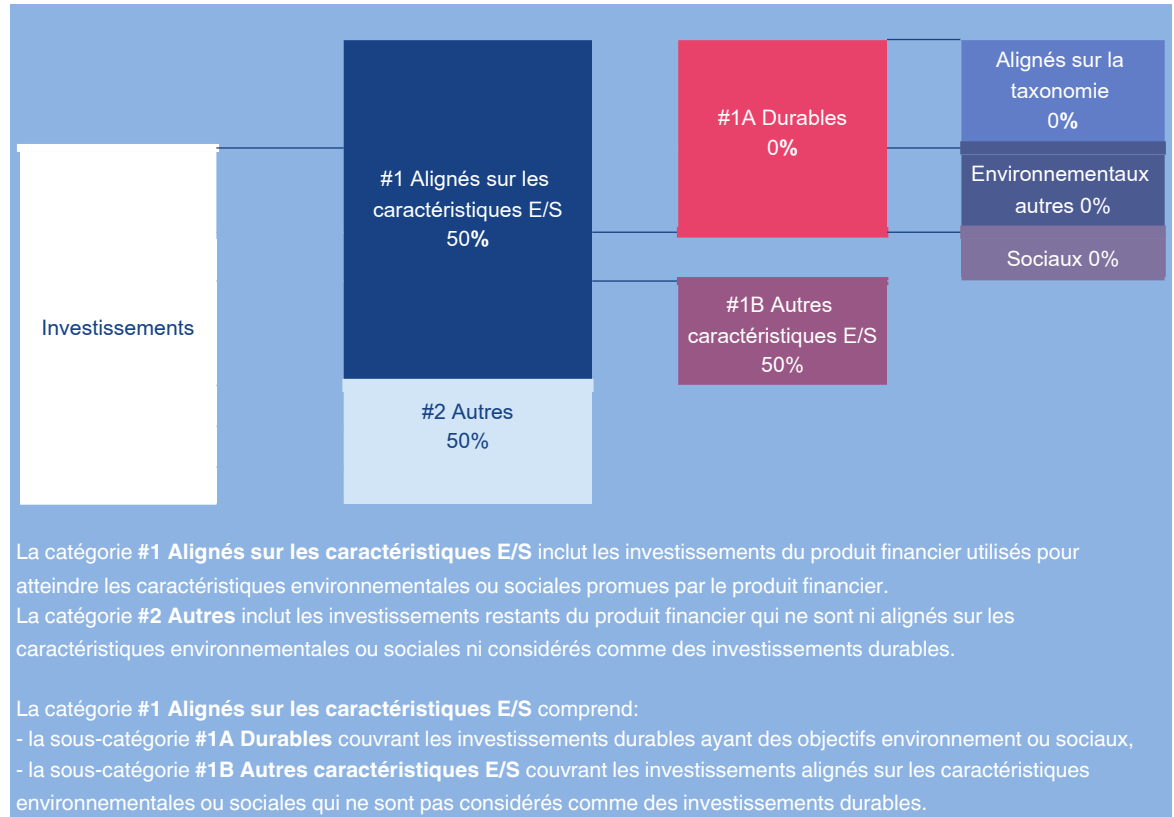 Investissements
#1 Alignés sur les
caractéristiques E/S
50%
#2 Autres
50%
#1A Durables
0%
#1B Autres
caractéristiques E/S
50%
Alignés sur la
taxonomie
0%
Environnementaux
autres 0%
Sociaux 0%
La catégorie #1 Alignés sur les caractéristiques E/S inclut les investissements du produit financier utilisés pour
atteindre les caractéristiques environnementales ou sociales promues par le produit financier.
La catégorie #2 Autres inclut les investissements restants du produit financier qui ne sont ni alignés sur les
caractéristiques environnementales ou sociales ni considérés comme des investissements durables.
La catégorie #1 Alignés sur les caractéristiques E/S comprend:
- la sous-catégorie #1A Durables couvrant les investissements durables ayant des objectifs environnement ou sociaux,
- la sous-catégorie #1B Autres caractéristiques E/S couvrant les investissements alignés sur les caractéristiques
environnementales ou sociales qui ne sont pas considérés comme des investissements durables.